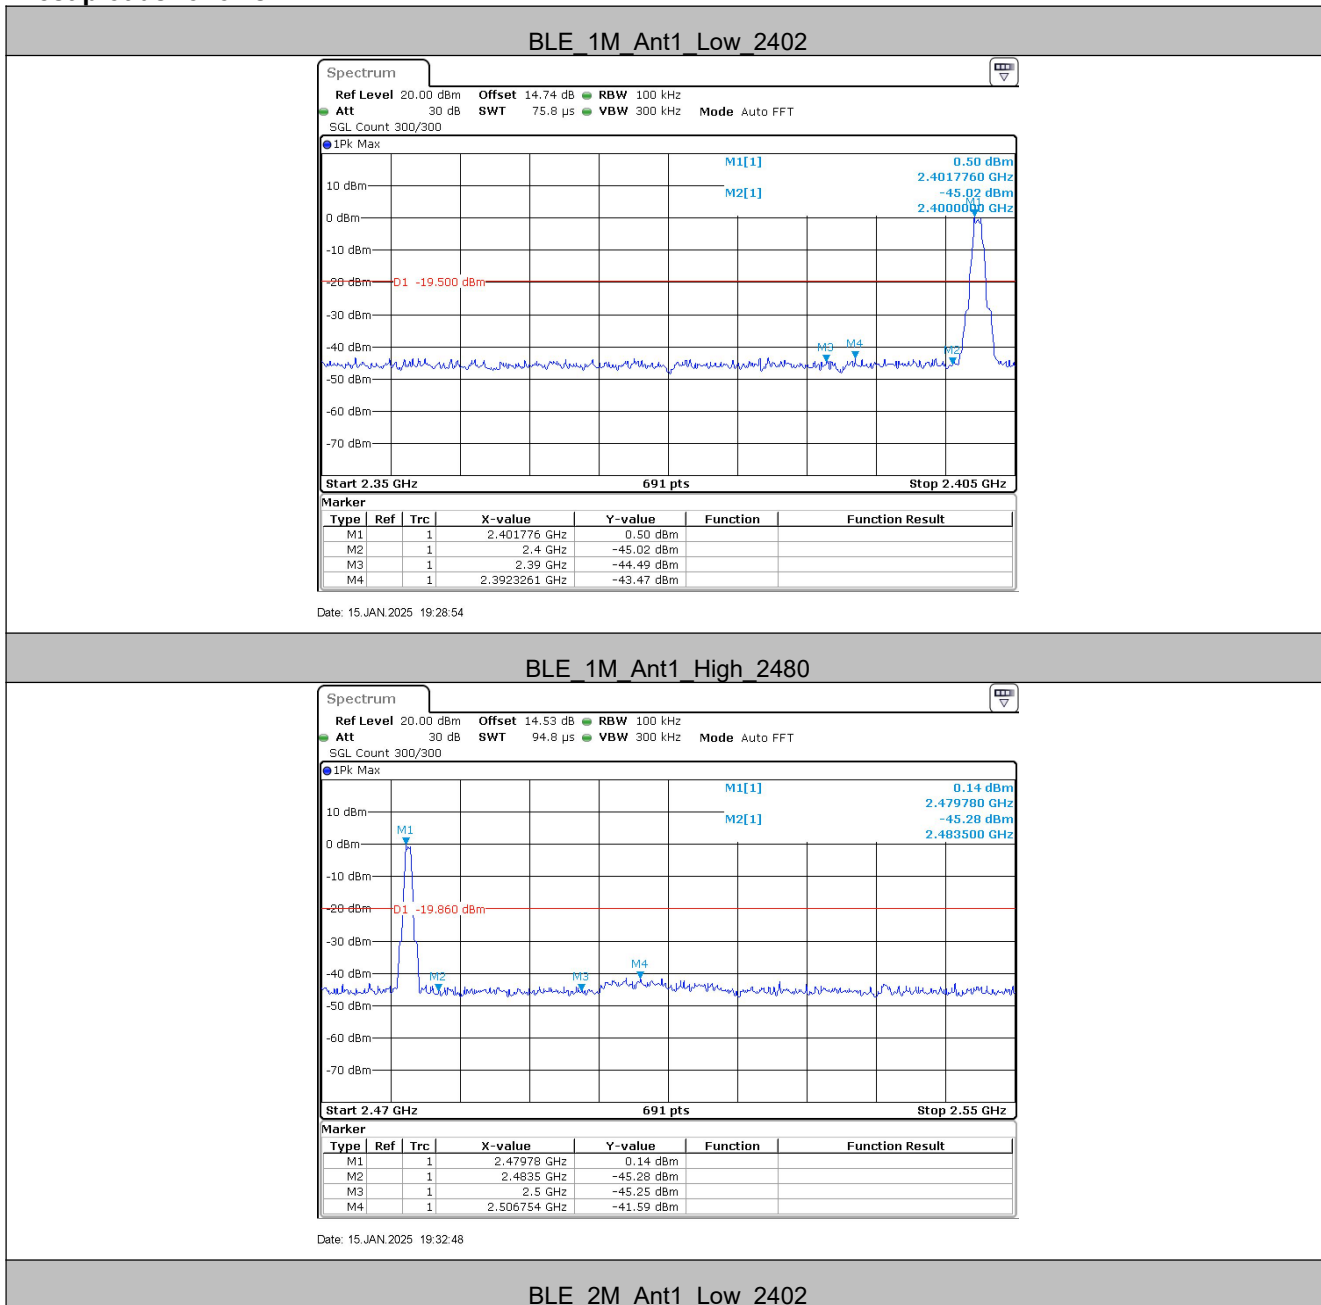 BLE_1M_Ant1_Low_2402
Spectrum
Ref Level 20.00 dBm Offset 14.74 dB RBW 100 kHz
Att 30 dB SWT 75.8 µs VBW 300 kHz Mode Auto FFT
SGL Count 300/300
1Pk Max
M1[1] 0.50 dBm
2.4017760 GHz
10 dBm
M2[1] -45.02 dBm
2.4000000 GHz
M1
0 dBm
-10 dBm
-20 dBm D1 -19.500 dBm
-30 dBm
-40 dBm
M3 M4 M2
-50 dBm
-60 dBm
-70 dBm
Start 2.35 GHz 691 pts Stop 2.405 GHz
Marker
Type Ref Trc X-value Y-value Function Function Result
M1 1 2.401776 GHz 0.50 dBm
M2 1 2.4 GHz -45.02 dBm
M3 1 2.39 GHz -44.49 dBm
M4 1 2.3923261 GHz -43.47 dBm
Date: 15.JAN.2025 19:28:54
BLE_1M_Ant1_High_2480
Spectrum
Ref Level 20.00 dBm Offset 14.53 dB RBW 100 kHz
Att 30 dB SWT 94.8 µs VBW 300 kHz Mode Auto FFT
SGL Count 300/300
1Pk Max
M1[1] 0.14 dBm
2.479780 GHz
10 dBm
M2[1] -45.28 dBm
2.483500 GHz
M1
0 dBm
-10 dBm
-20 dBm D1 -19.860 dBm
-30 dBm
M4
-40 dBm
M2 M3
-50 dBm
-60 dBm
-70 dBm
Start 2.47 GHz 691 pts Stop 2.55 GHz
Marker
Type Ref Trc X-value Y-value Function Function Result
M1 1 2.47978 GHz 0.14 dBm
M2 1 2.4835 GHz -45.28 dBm
M3 1 2.5 GHz -45.25 dBm
M4 1 2.506754 GHz -41.59 dBm
Date: 15.JAN.2025 19:32:48
BLE_2M_Ant1_Low_2402